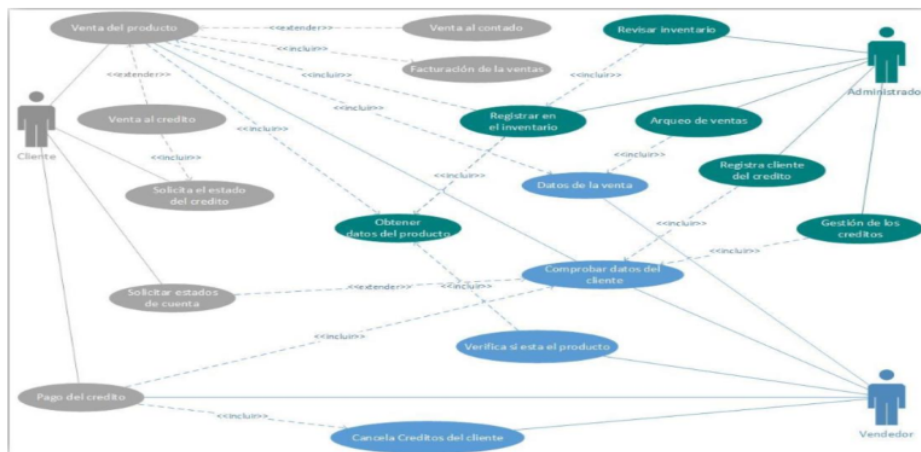 Venta del producto
<<extender>>
Venta al contado
Revisar inventario
<<incluir>>
Facturación de la ventas
<<extender>>
<<incluir>>
<<incluir>>
Administrado
Venta al credito
<<incluir>>
Registrar en
el inventario
Arqueo de ventas
Cliente
<<incluir>>
<<incluir>>
<<incluir>>
Registra cliente
del credito
Solicita el estado
del credito
<<incluir>>
<<incluir>>
Datos de la venta
Obtener
datos del producto
<<incluir>>
Gestión de los
creditos
<<incluir>>
Comprobar datos del
cliente
Solicitar estados
de cuenta
<<extender>>
<<incluir>>
<<incluir>>
Verifica si esta el producto
Pago del credito
<<incluir>>
Cancela Creditos del cliente
Vendedor